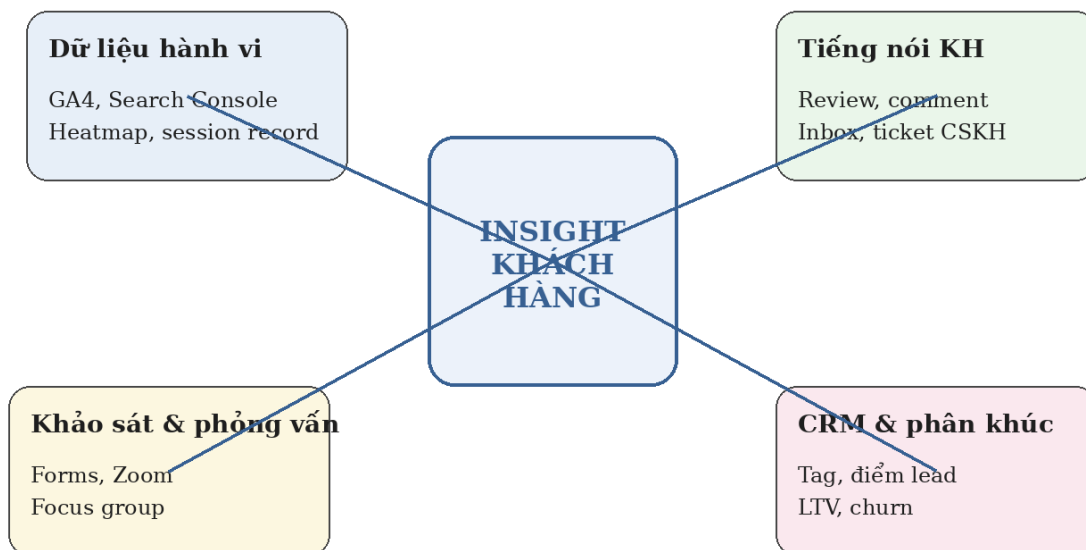 Dữ liệu hành vi
GA4, Search Console
Heatmap, session record
Tiếng nói KH
Review, comment
Inbox, ticket CSKH
INSIGHT
KHÁCH
HÀNG
Khảo sát & phỏng vấn
Forms, Zoom
Focus group
CRM & phân khúc
Tag, điểm lead
LTV, churn